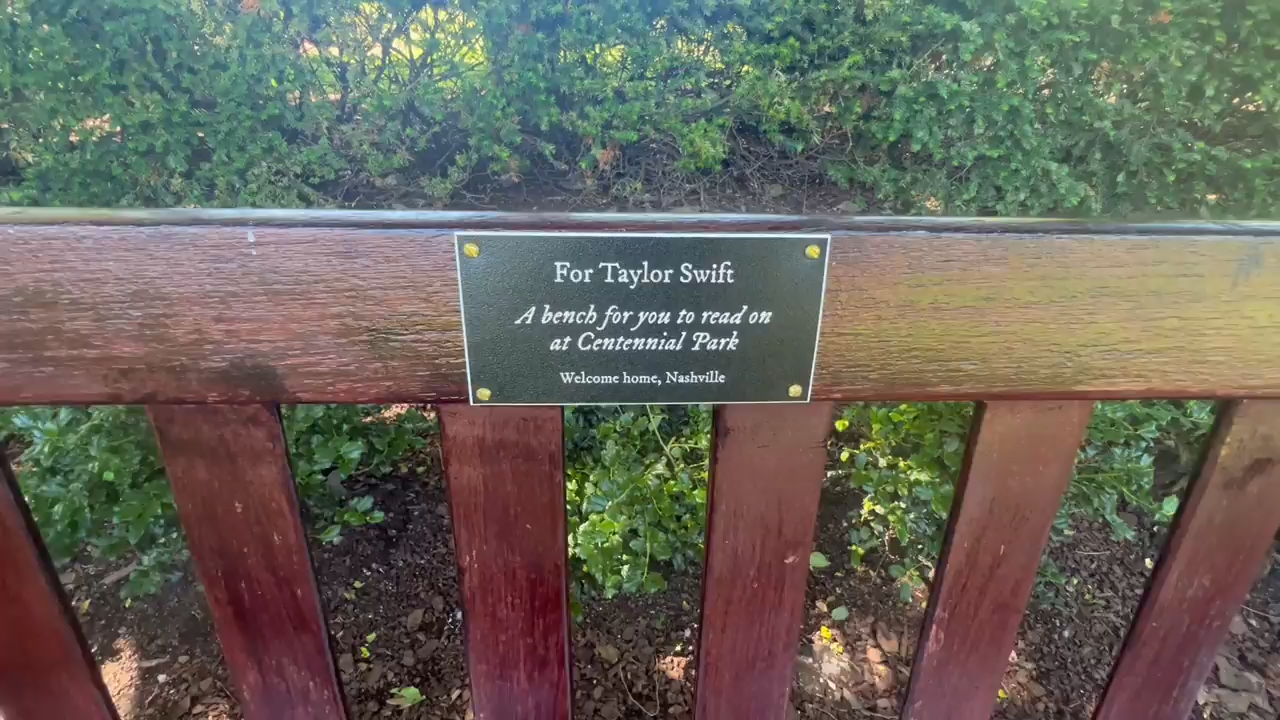 For Taylor Swift
A bench for you to read on
at Centennial Park
Welcome home, Nashville